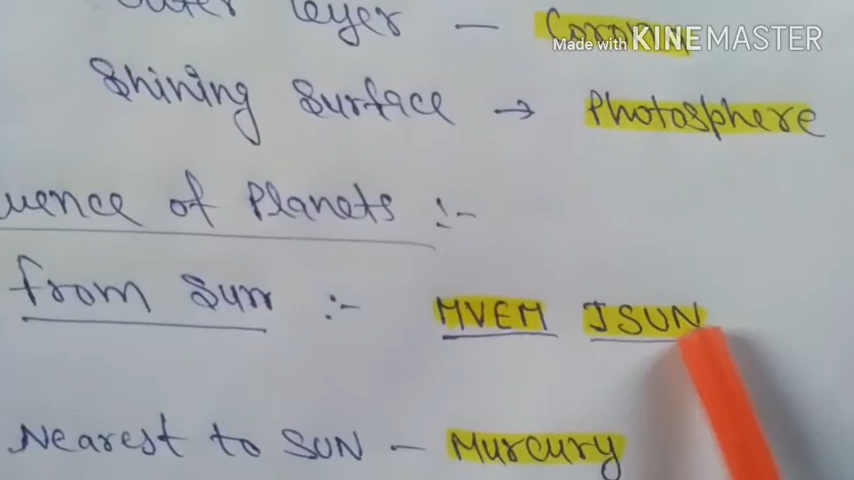 Outer leyer — Corona
Made with KINEMASTER
Shining Surface → Photosphere
uence of Planets :-
from Sun :- MVEM JSUN
Nearest to SUN - Murcury